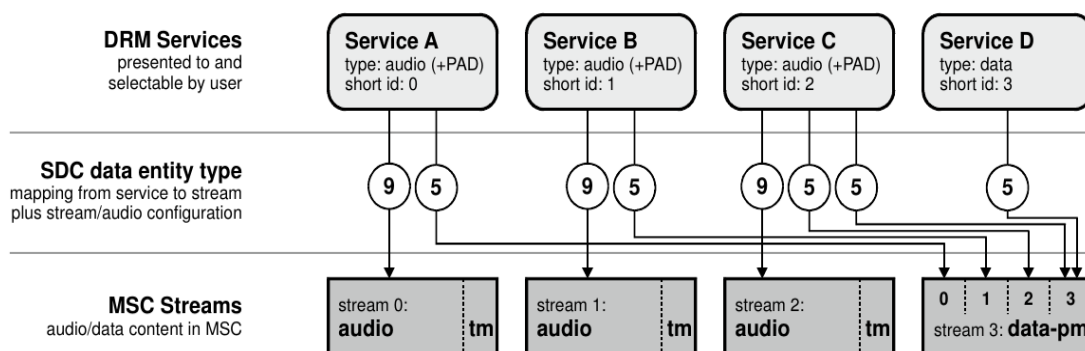 DRM Services
presented to and
selectable by user
Service A
type: audio (+PAD)
short id: 0
Service B
type: audio (+PAD)
short id: 1
Service C
type: audio (+PAD)
short id: 2
Service D
type: data
short id: 3
SDC data entity type
mapping from service to stream
plus stream/audio configuration
9 5 9 5 9 5 5 5
MSC Streams
audio/data content in MSC
stream 0:
audio tm
stream 1:
audio tm
stream 2:
audio tm
0 1 2 3
stream 3: data-pm